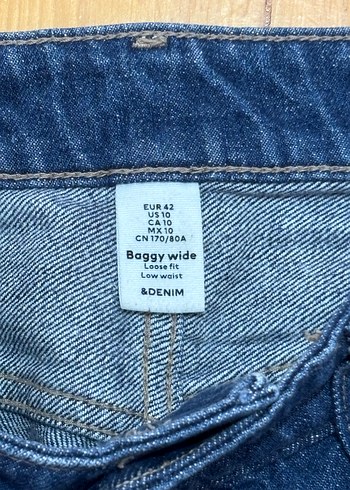 EUR 42
US 10
CA 10
MX 10
CN 170/80A
Baggy wide
Loose fit
Low waist
&DENIM